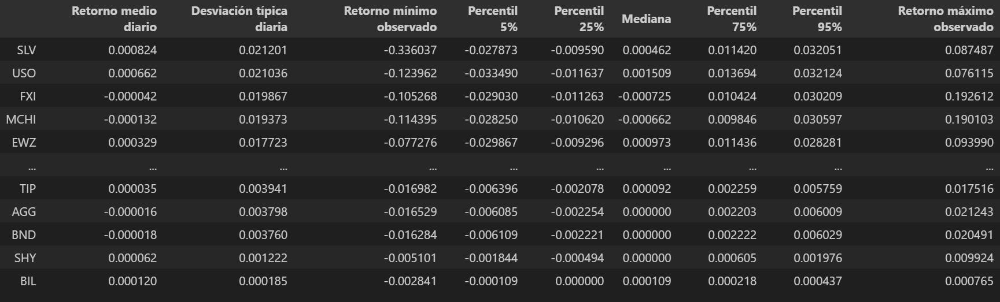 Retorno medio diario Desviación típica diaria Retorno mínimo observado Percentil 5% Percentil 25% Mediana Percentil 75% Percentil 95% Retorno máximo observado
SLV 0.000824 0.021201 -0.336037 -0.027873 -0.009590 0.000462 0.011420 0.032051 0.087487
USO 0.000662 0.021036 -0.123962 -0.033490 -0.011637 0.001509 0.013694 0.032124 0.076115
FXI -0.000042 0.019867 -0.105268 -0.029030 -0.011263 -0.000725 0.010424 0.030209 0.192612
MCHI -0.000132 0.019373 -0.114395 -0.028250 -0.010620 -0.000662 0.009846 0.030597 0.190103
EWZ 0.000329 0.017723 -0.077276 -0.029867 -0.009296 0.000973 0.011436 0.028281 0.093990
... ... ... ... ... ... ... ... ... ...
TIP 0.000035 0.003941 -0.016982 -0.006396 -0.002078 0.000092 0.002259 0.005759 0.017516
AGG -0.000016 0.003798 -0.016529 -0.006085 -0.002254 0.000000 0.002203 0.006009 0.021243
BND -0.000018 0.003760 -0.016284 -0.006109 -0.002221 0.000000 0.002222 0.006029 0.020491
SHY 0.000062 0.001222 -0.005101 -0.001844 -0.000494 0.000000 0.000605 0.001976 0.009924
BIL 0.000120 0.000185 -0.002841 -0.000109 0.000000 0.000109 0.000218 0.000437 0.000765